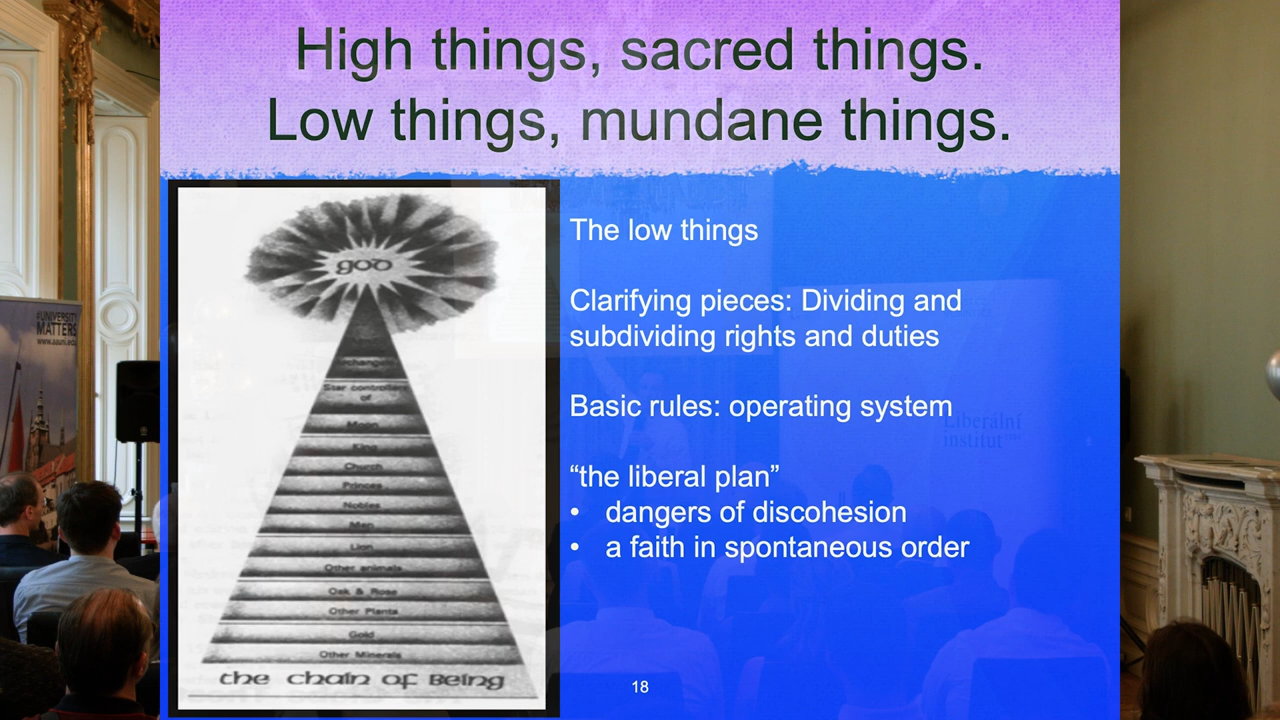 High things, sacred things.
Low things, mundane things.
#UNIVERSITY
MATTERS
www.aauni.edu
god
Star controllers
of
Moon
King
Church
Princes
Nobles
Man
Lion
Other animals
Oak & Rose
Other Plants
Gold
Other Minerals
the chain of Being
The low things
Clarifying pieces: Dividing and
subdividing rights and duties
Basic rules: operating system
Liberální
institut
“the liberal plan”
• dangers of discohesion
• a faith in spontaneous order
18